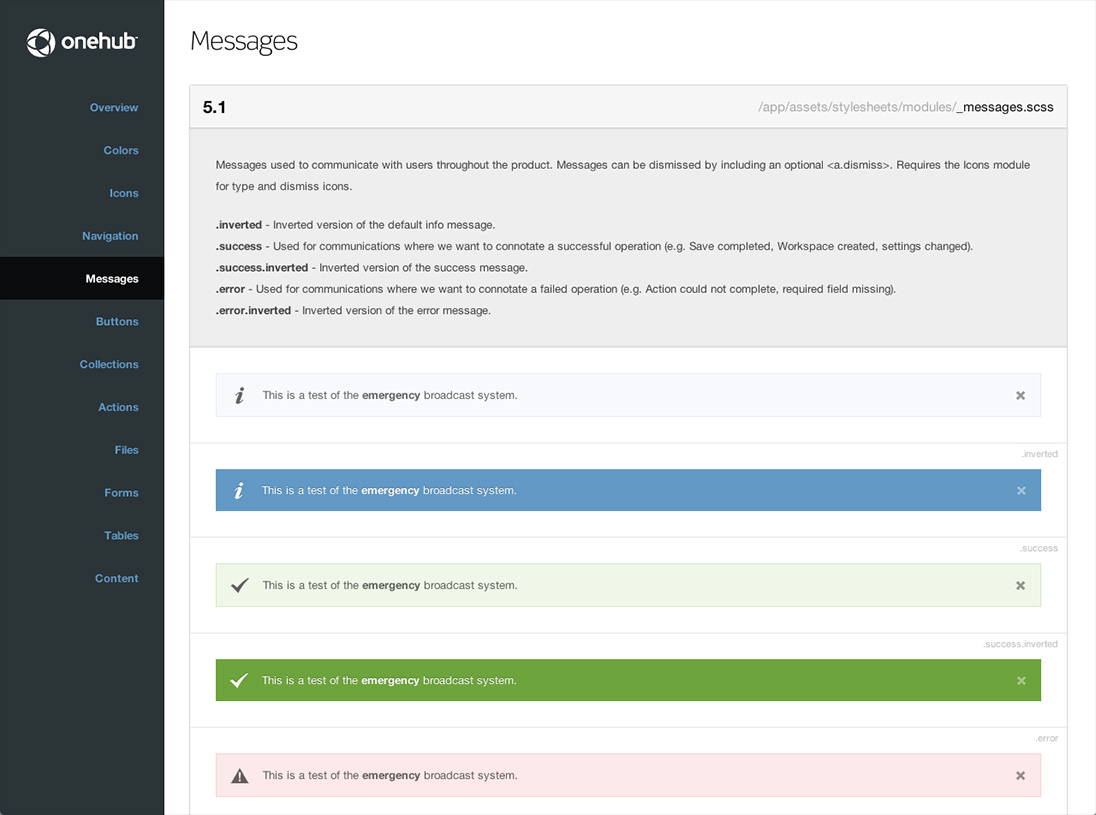 onehub
Overview
Colors
Icons
Navigation
Messages
Buttons
Collections
Actions
Files
Forms
Tables
Content
Messages
5.1
/app/assets/stylesheets/modules/_messages.scss
Messages used to communicate with users throughout the product. Messages can be dismissed by including an optional <a.dismiss>. Requires the Icons module
for type and dismiss icons.
.inverted - Inverted version of the default info message.
.success - Used for communications where we want to connotate a successful operation (e.g. Save completed, Workspace created, settings changed).
.success.inverted - Inverted version of the success message.
.error - Used for communications where we want to connotate a failed operation (e.g. Action could not complete, required field missing).
.error.inverted - Inverted version of the error message.
This is a test of the emergency broadcast system.
.inverted
This is a test of the emergency broadcast system.
.success
This is a test of the emergency broadcast system.
.success.inverted
This is a test of the emergency broadcast system.
.error
This is a test of the emergency broadcast system.